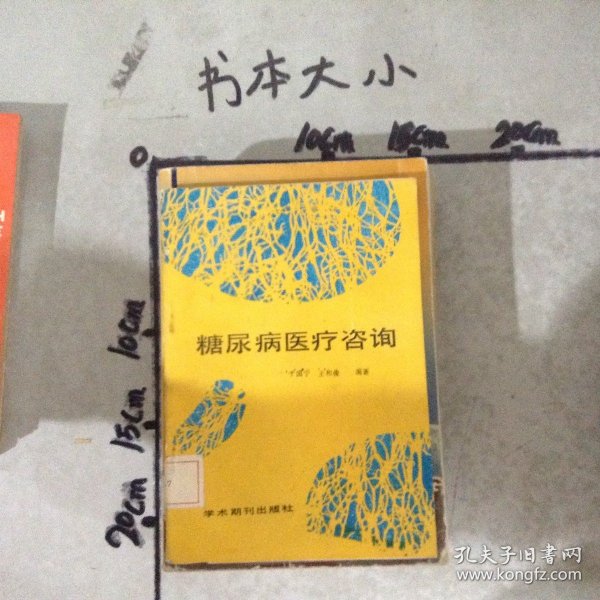 书本大小
0 10cm 15cm 20cm
10cm
15cm
20cm
糖尿病医疗咨询
编著
学术期刊出版社
7
孔夫子旧书网
www.kongfz.com